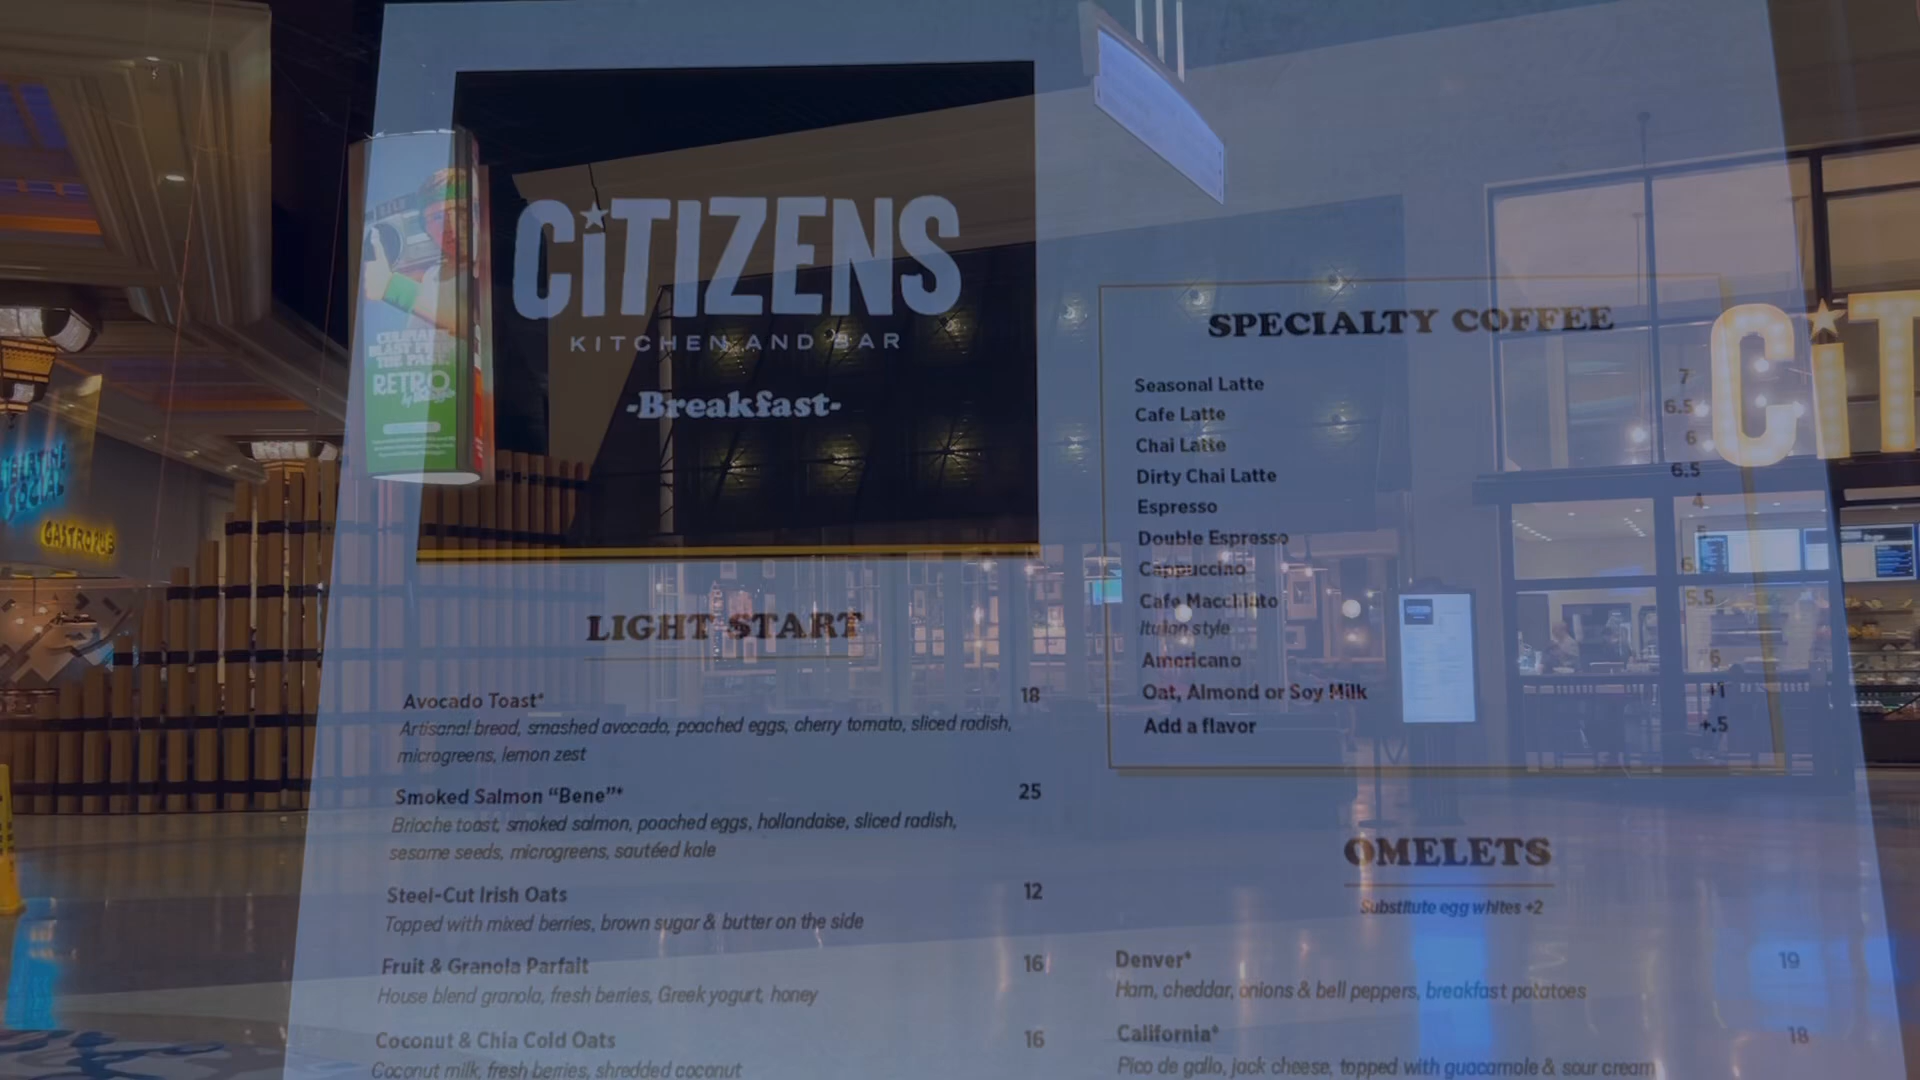 CiTIZENS
KITCHEN AND BAR
-Breakfast-
LIGHT START
Avocado Toast* 18
Artisanal bread, smashed avocado, poached eggs, cherry tomato, sliced radish,
microgreens, lemon zest
Smoked Salmon “Bene”* 25
Brioche toast, smoked salmon, poached eggs, hollandaise, sliced radish,
sesame seeds, microgreens, sautéed kale
Steel-Cut Irish Oats 12
Topped with mixed berries, brown sugar & butter on the side
Fruit & Granola Parfait 16
House blend granola, fresh berries, Greek yogurt, honey
Coconut & Chia Cold Oats 16
Coconut milk, fresh berries, shredded coconut
SPECIALTY COFFEE
Seasonal Latte 7
Cafe Latte 6.5
Chai Latte 6
Dirty Chai Latte 6.5
Espresso 4
Double Espresso 5
Cappuccino
Cafe Macchiato 5.5
Italian style
Americano 6
Oat, Almond or Soy Milk +1
Add a flavor +.5
OMELETS
Substitute egg whites +2
Denver* 19
Ham, cheddar, onions & bell peppers, breakfast potatoes
California* 18
Pico de gallo, jack cheese, topped with guacamole & sour cream
RETRO
SOCIAL
GASTROPUB
CiT